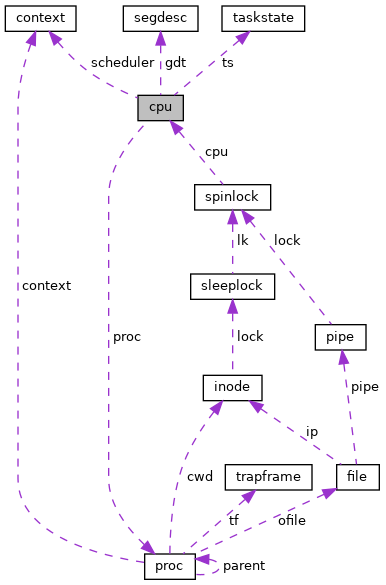 context
segdesc
taskstate
scheduler
gdt
ts
cpu
cpu
spinlock
lk
lock
sleeplock
context
proc
lock
pipe
inode
pipe
ip
cwd
trapframe
file
tf
ofile
proc
parent